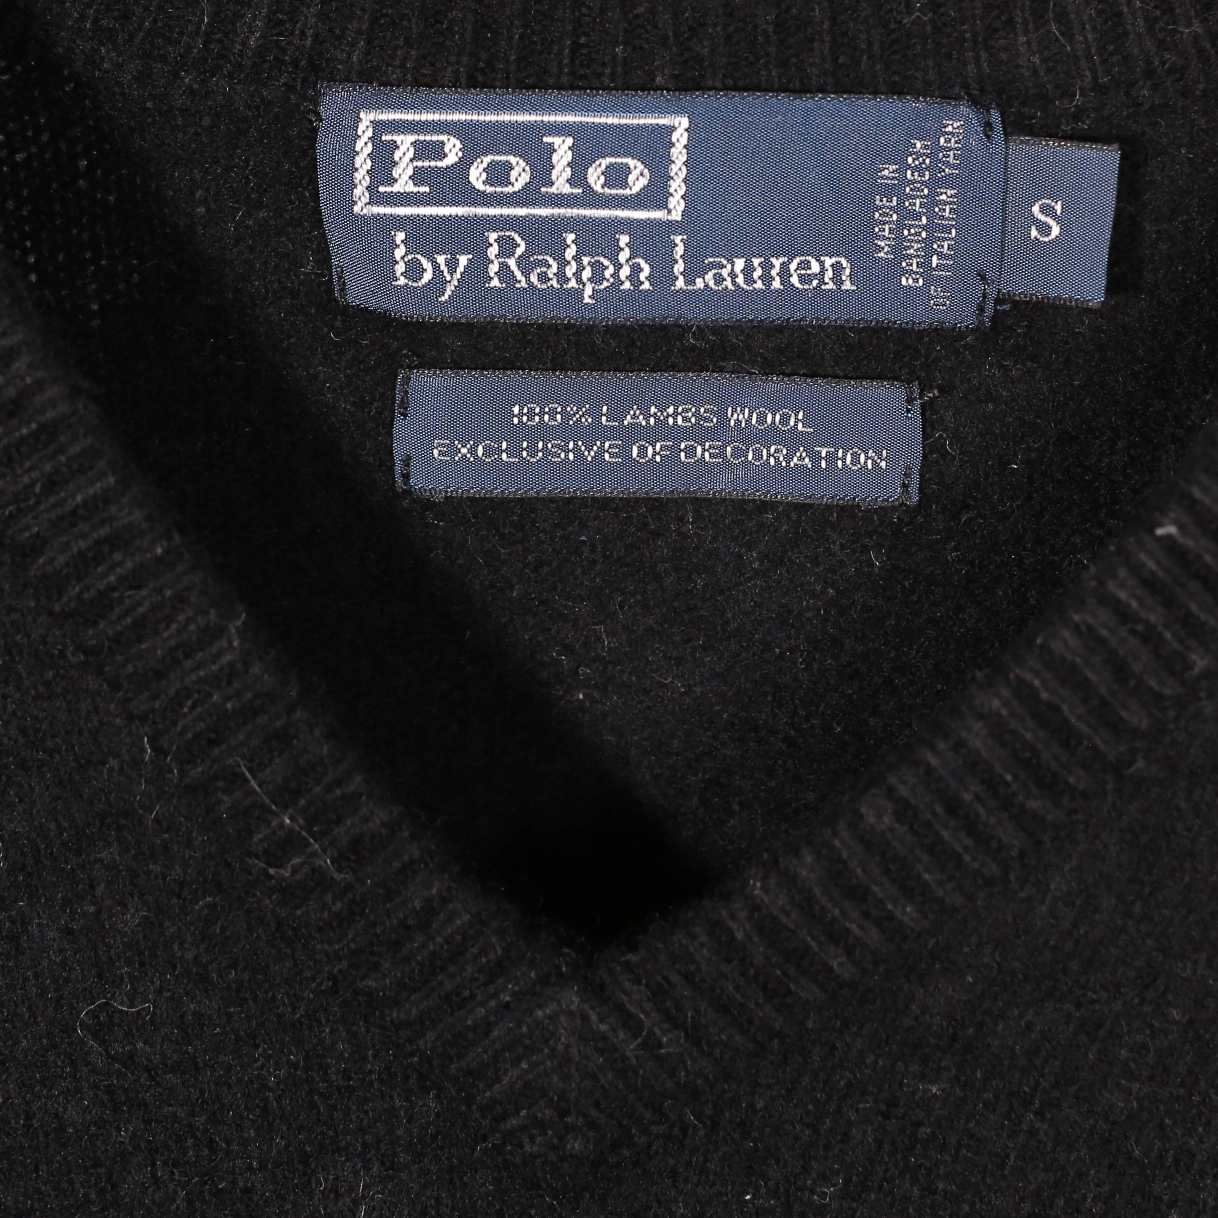 Polo
by Ralph Lauren
MADE IN
BANGLADESH
OF ITALIAN YARN
S
100% LAMBS WOOL
EXCLUSIVE OF DECORATION